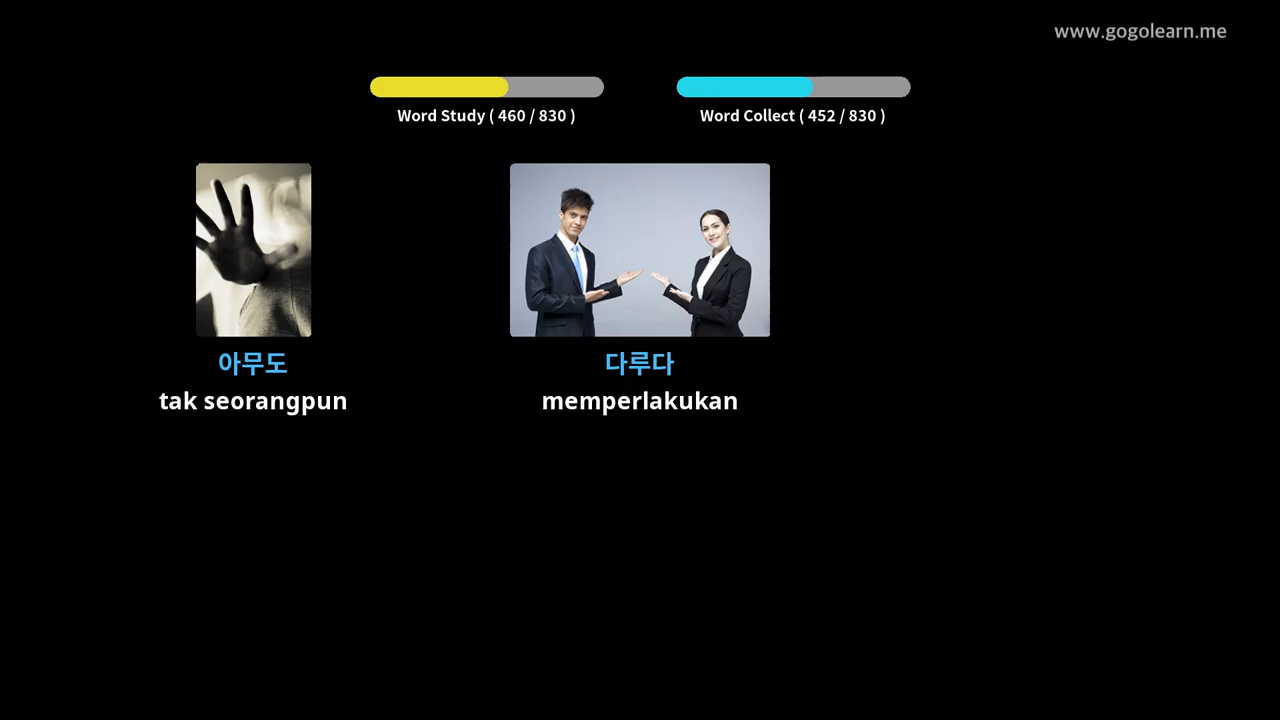 www.gogolearn.me
Word Study ( 460 / 830 )
Word Collect ( 452 / 830 )
아무도
tak seorangpun
다루다
memperlakukan